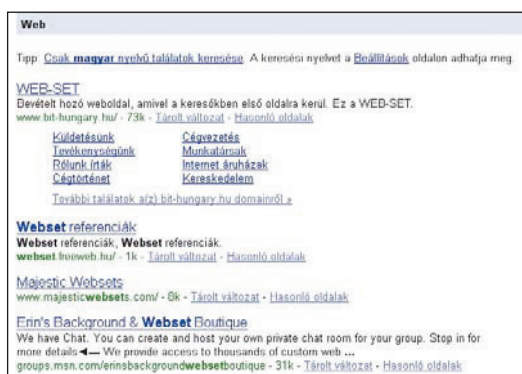 Web
Tipp: Csak magyar nyelvű találatok keresése. A keresési nyelvet a Beállítások oldalon adhatja meg.
WEB-SET
Bevételt hozó weboldal, amivel a keresőkben első oldalra kerül. Ez a WEB-SET.
www.bit-hungary.hu/ - 73k - Tárolt változat - Hasonló oldalak
Küldetésünk Cégvezetés
Tevékenységünk Munkatársak
Rólunk írták Internet áruházak
Cégtörténet Kereskedelem
További találatok a(z) bit-hungary.hu domainről »
Webset referenciák
Webset referenciák, Webset referenciák.
webset.freeweb.hu/ - 1k - Tárolt változat - Hasonló oldalak
Majestic Websets
www.majesticwebsets.com/ - 8k - Tárolt változat - Hasonló oldalak
Erin's Background & Webset Boutique
We have Chat. You can create and host your own private chat room for your group. Stop in for
more details◄— We provide access to thousands of custom web ...
groups.msn.com/erinsbackgroundwebsetboutique - 31k - Tárolt változat - Hasonló oldalak